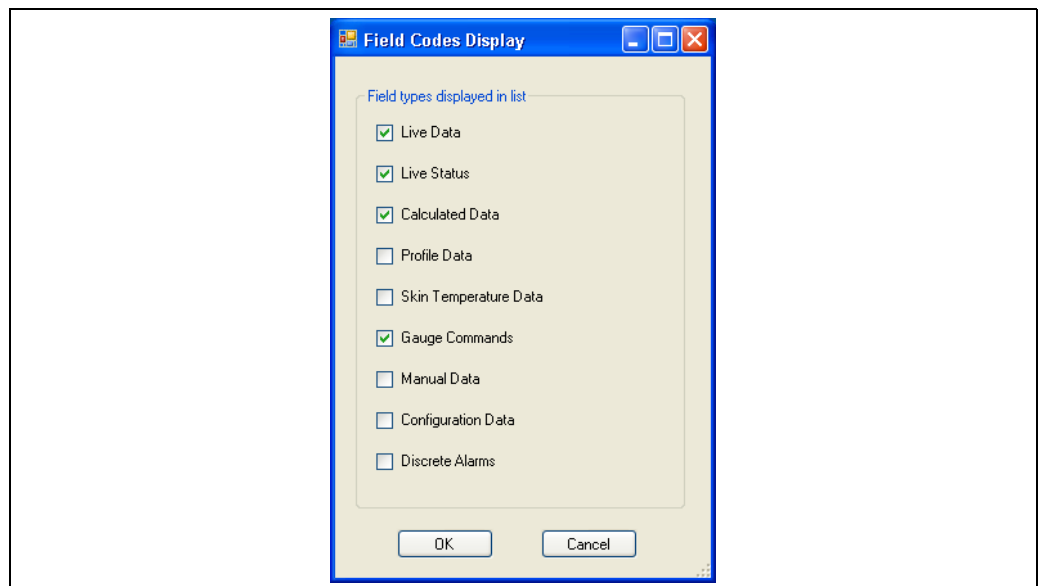 Field Codes Display
Field types displayed in list
Live Data
Live Status
Calculated Data
Profile Data
Skin Temperature Data
Gauge Commands
Manual Data
Configuration Data
Discrete Alarms
OK
Cancel